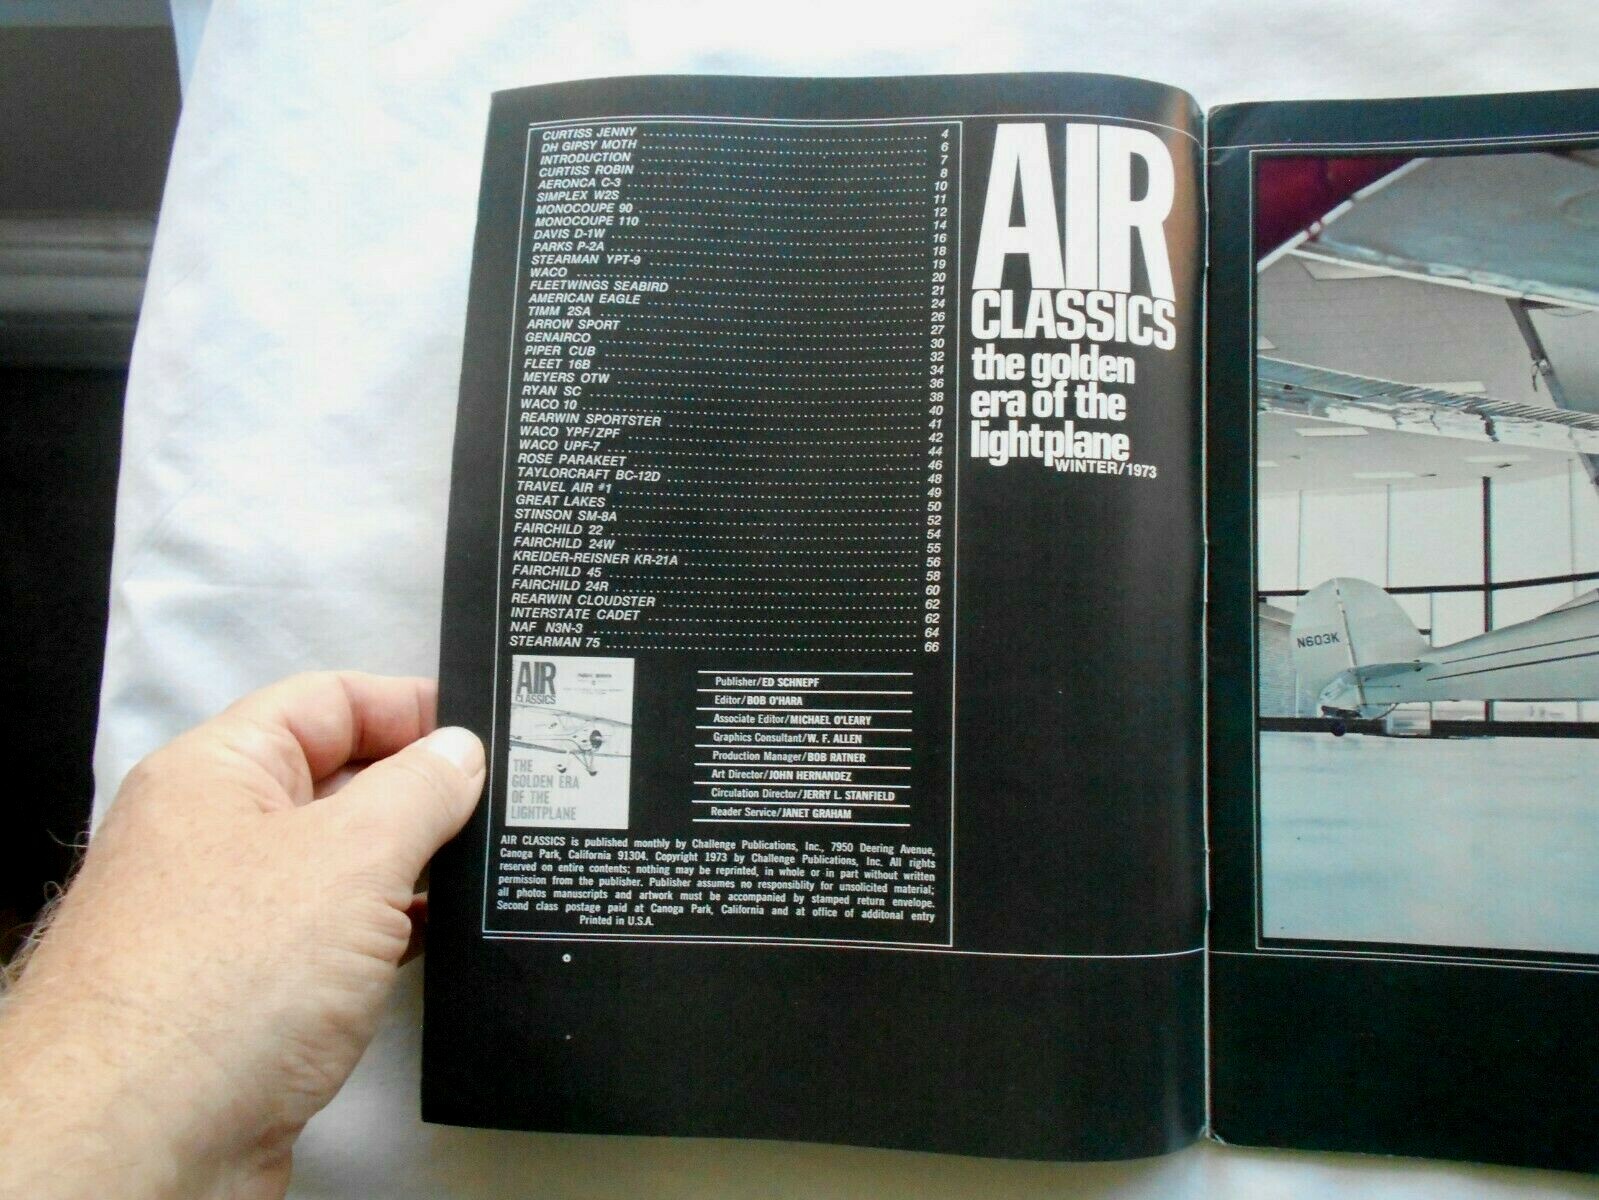 CURTISS JENNY 4
DH GIPSY MOTH 6
INTRODUCTION 7
CURTISS ROBIN 8
AERONCA C-3 10
SIMPLEX W2S 11
MONOCOUPE 90 12
MONOCOUPE 110 14
DAVIS D-1W 16
PARKS P-2A 18
STEARMAN YPT-9 19
WACO 20
FLEETWINGS SEABIRD 21
AMERICAN EAGLE 24
TIMM 2SA 26
ARROW SPORT 27
GENAIRCO 30
PIPER CUB 32
FLEET 16B 34
MEYERS OTW 36
RYAN SC 38
WACO 10 40
REARWIN SPORTSTER 41
WACO YPF/ZPF 42
WACO UPF-7 44
ROSE PARAKEET 46
TAYLORCRAFT BC-12D 48
TRAVEL AIR #1 49
GREAT LAKES 50
STINSON SM-8A 52
FAIRCHILD 22 54
FAIRCHILD 24W 55
KREIDER-REISNER KR-21A 56
FAIRCHILD 45 58
FAIRCHILD 24R 60
REARWIN CLOUDSTER 62
INTERSTATE CADET 62
NAF N3N-3 64
STEARMAN 75 66
AIR
CLASSICS
THE
GOLDEN ERA
OF THE
LIGHTPLANE
Publisher/ED SCHNEPF
Editor/BOB O'HARA
Associate Editor/MICHAEL O'LEARY
Graphics Consultant/W. F. ALLEN
Production Manager/BOB RATNER
Art Director/JOHN HERNANDEZ
Circulation Director/JERRY L. STANFIELD
Reader Service/JANET GRAHAM
AIR CLASSICS is published monthly by Challenge Publications, Inc., 7950 Deering Avenue,
Canoga Park, California 91304. Copyright 1973 by Challenge Publications, Inc. All rights
reserved on entire contents; nothing may be reprinted, in whole or in part without written
permission from the publisher. Publisher assumes no responsiblity for unsolicited material;
all photos manuscripts and artwork must be accompanied by stamped return envelope.
Second class postage paid at Canoga Park, California and at office of additonal entry
Printed in U.S.A.
AIR
CLASSICS
the golden
era of the
lightplane
WINTER/1973
N603K